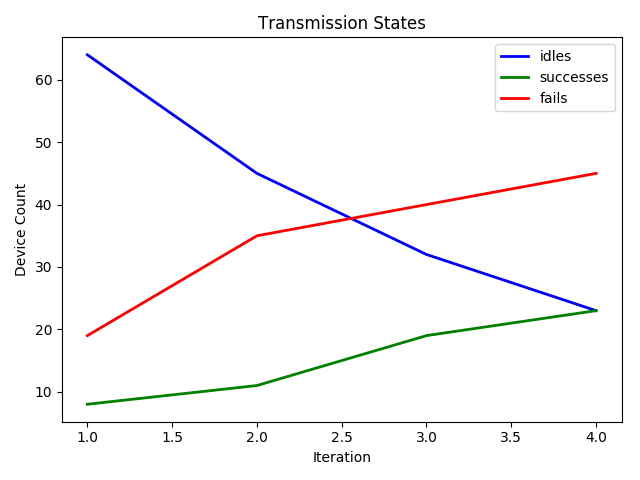 Transmission States
idles
successes
fails
Device Count
60
50
40
30
20
10
1.0 1.5 2.0 2.5 3.0 3.5 4.0
Iteration